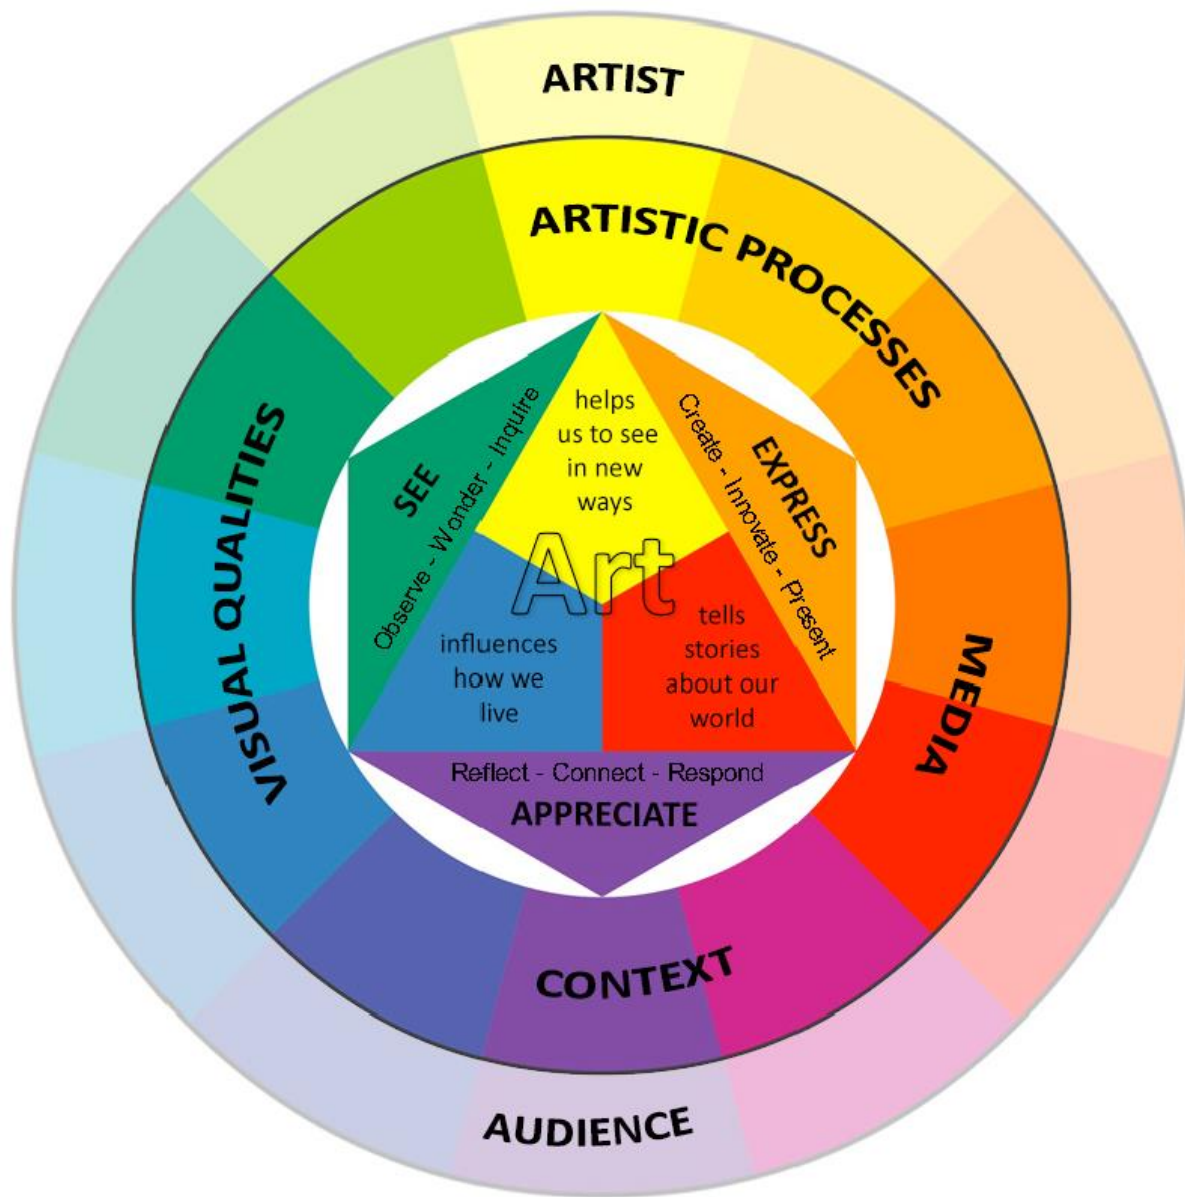 ARTIST
ARTISTIC PROCESSES
VISUAL QUALITIES
MEDIA
CONTEXT
AUDIENCE
SEE
Observe - Wonder - Inquire
EXPRESS
Create - Innovate - Present
helps
us to see
in new
ways
Art
influences
how we
live
tells
stories
about our
world
Reflect - Connect - Respond
APPRECIATE